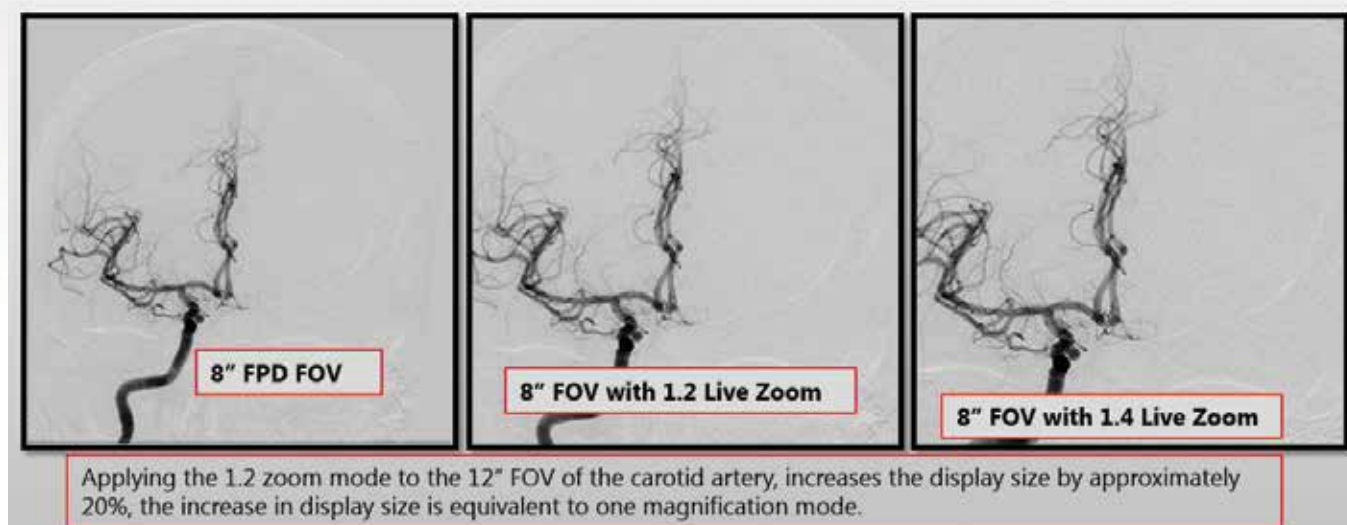 8” FPD FOV
8” FOV with 1.2 Live Zoom
8” FOV with 1.4 Live Zoom
Applying the 1.2 zoom mode to the 12” FOV of the carotid artery, increases the display size by approximately
20%, the increase in display size is equivalent to one magnification mode.